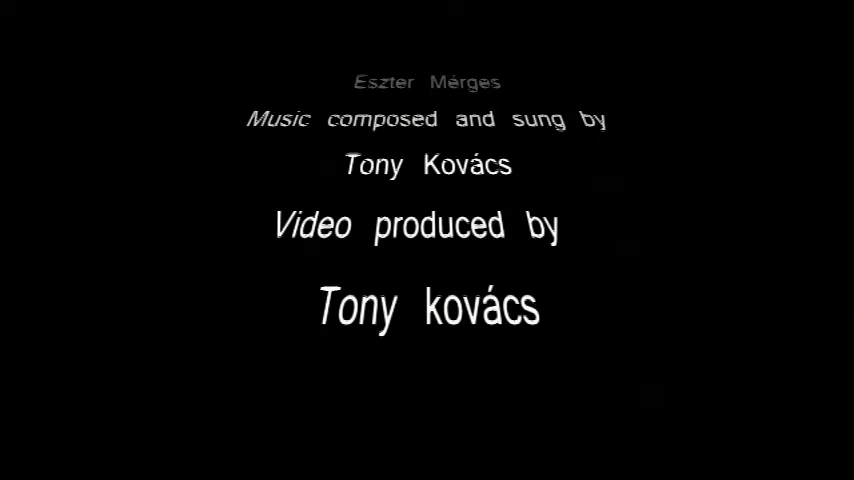 Eszter Mérges
Music composed and sung by
Tony Kovács
Video produced by
Tony kovács